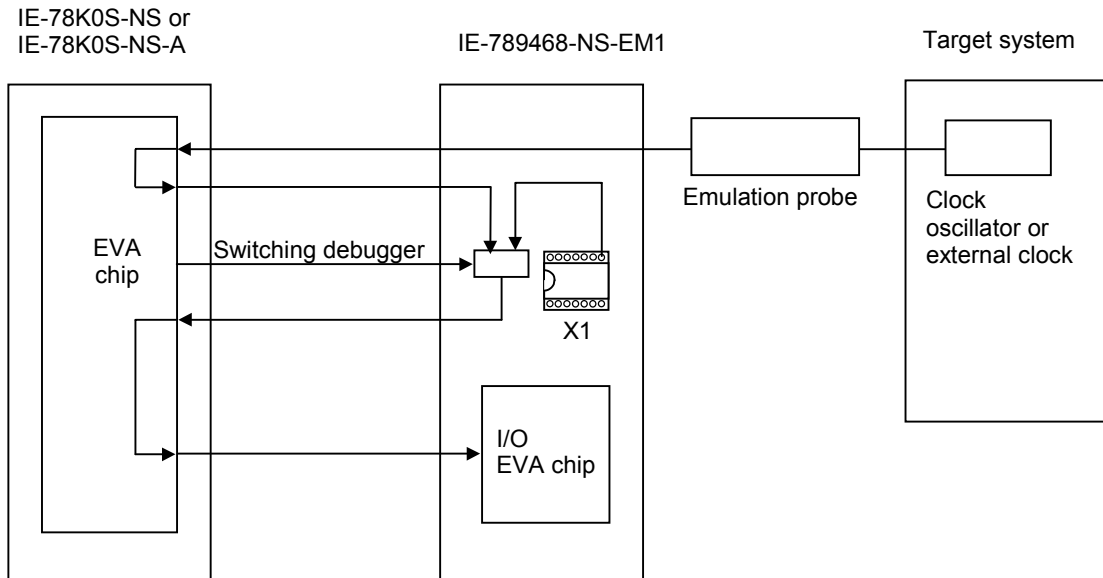 IE-78K0S-NS or
IE-78K0S-NS-A
IE-789468-NS-EM1
Target system
Emulation probe
Clock
oscillator or
external clock
EVA
chip
Switching debugger
X1
I/O
EVA chip